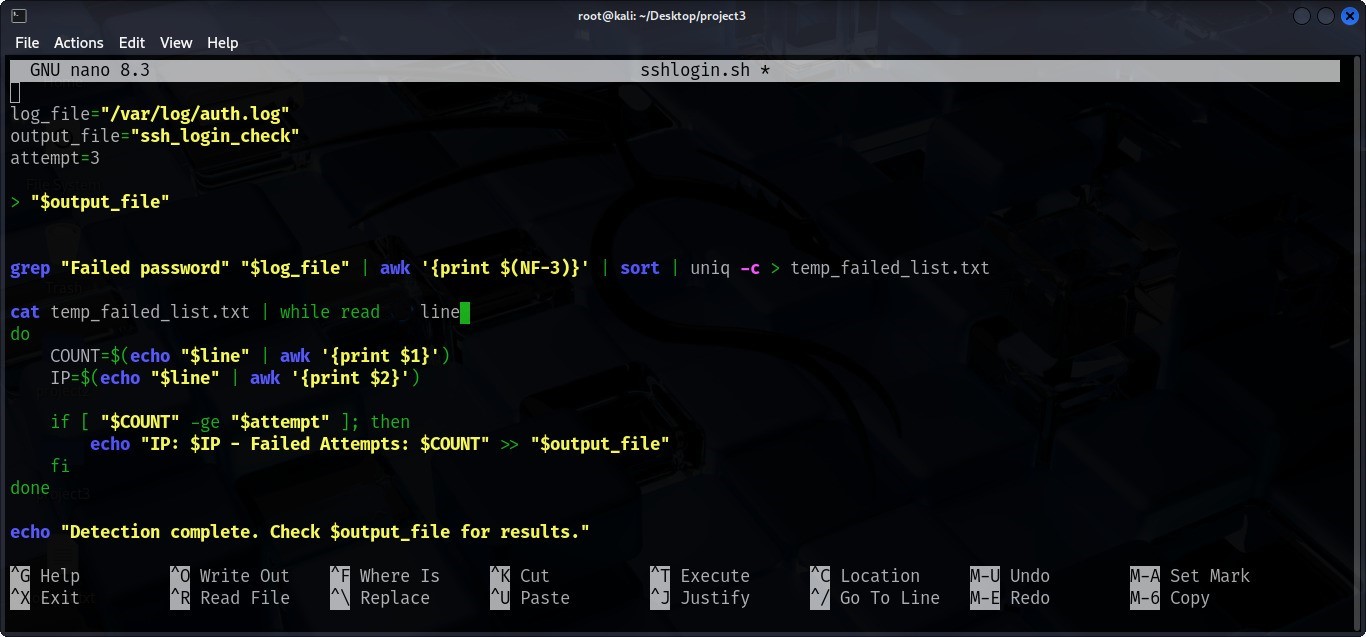 root@kali: ~/Desktop/project3
File Actions Edit View Help
GNU nano 8.3 sshlogin.sh *
log_file="/var/log/auth.log"
output_file="ssh_login_check"
attempt=3
> "$output_file"
grep "Failed password" "$log_file" | awk '{print $(NF-3)}' | sort | uniq -c > temp_failed_list.txt
cat temp_failed_list.txt | while read    line
do
    COUNT=$(echo "$line" | awk '{print $1}')
    IP=$(echo "$line" | awk '{print $2}')
    if [ "$COUNT" -ge "$attempt" ]; then
        echo "IP: $IP - Failed Attempts: $COUNT" >> "$output_file"
    fi
done
echo "Detection complete. Check $output_file for results."
^G Help ^O Write Out ^F Where Is ^K Cut ^T Execute ^C Location M-U Undo M-A Set Mark
^X Exit ^R Read File ^\ Replace ^U Paste ^J Justify ^/ Go To Line M-E Redo M-6 Copy